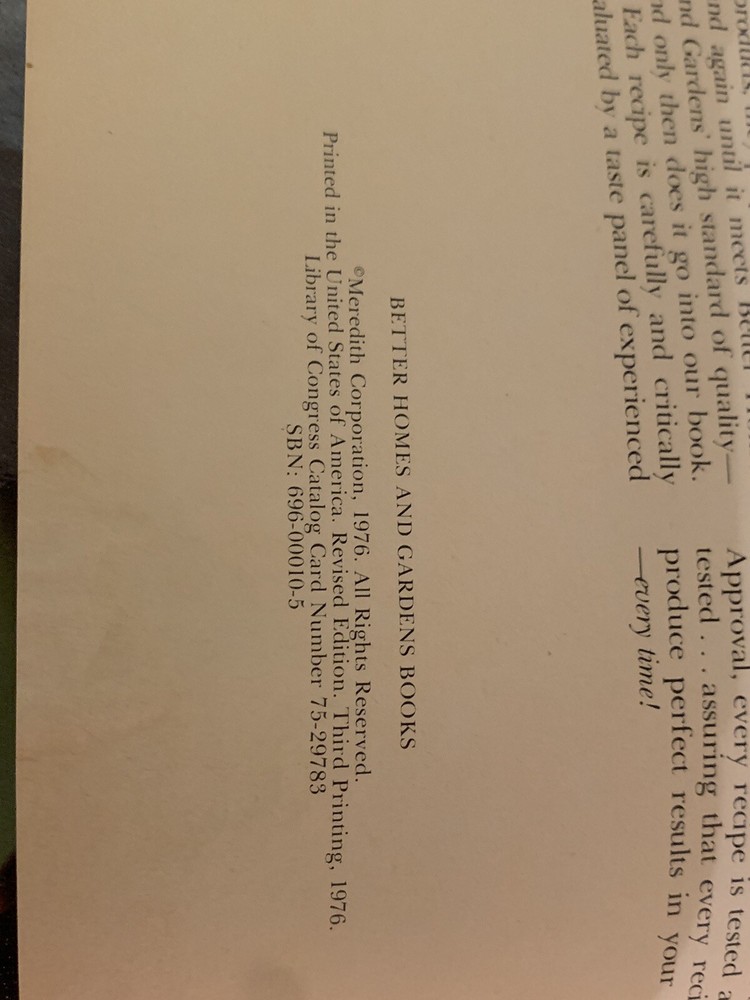 and again until it meets
and Gardens' high standard of quality—
and only then does it go into our book.
Each recipe is carefully and critically
evaluated by a taste panel of experienced
Approval, every recipe is tested
tested . . . assuring that every
produce perfect results in your
—every time!
BETTER HOMES AND GARDENS BOOKS
©Meredith Corporation, 1976. All Rights Reserved.
Printed in the United States of America. Revised Edition. Third Printing, 1976.
Library of Congress Catalog Card Number 75-29783
SBN: 696-00010-5